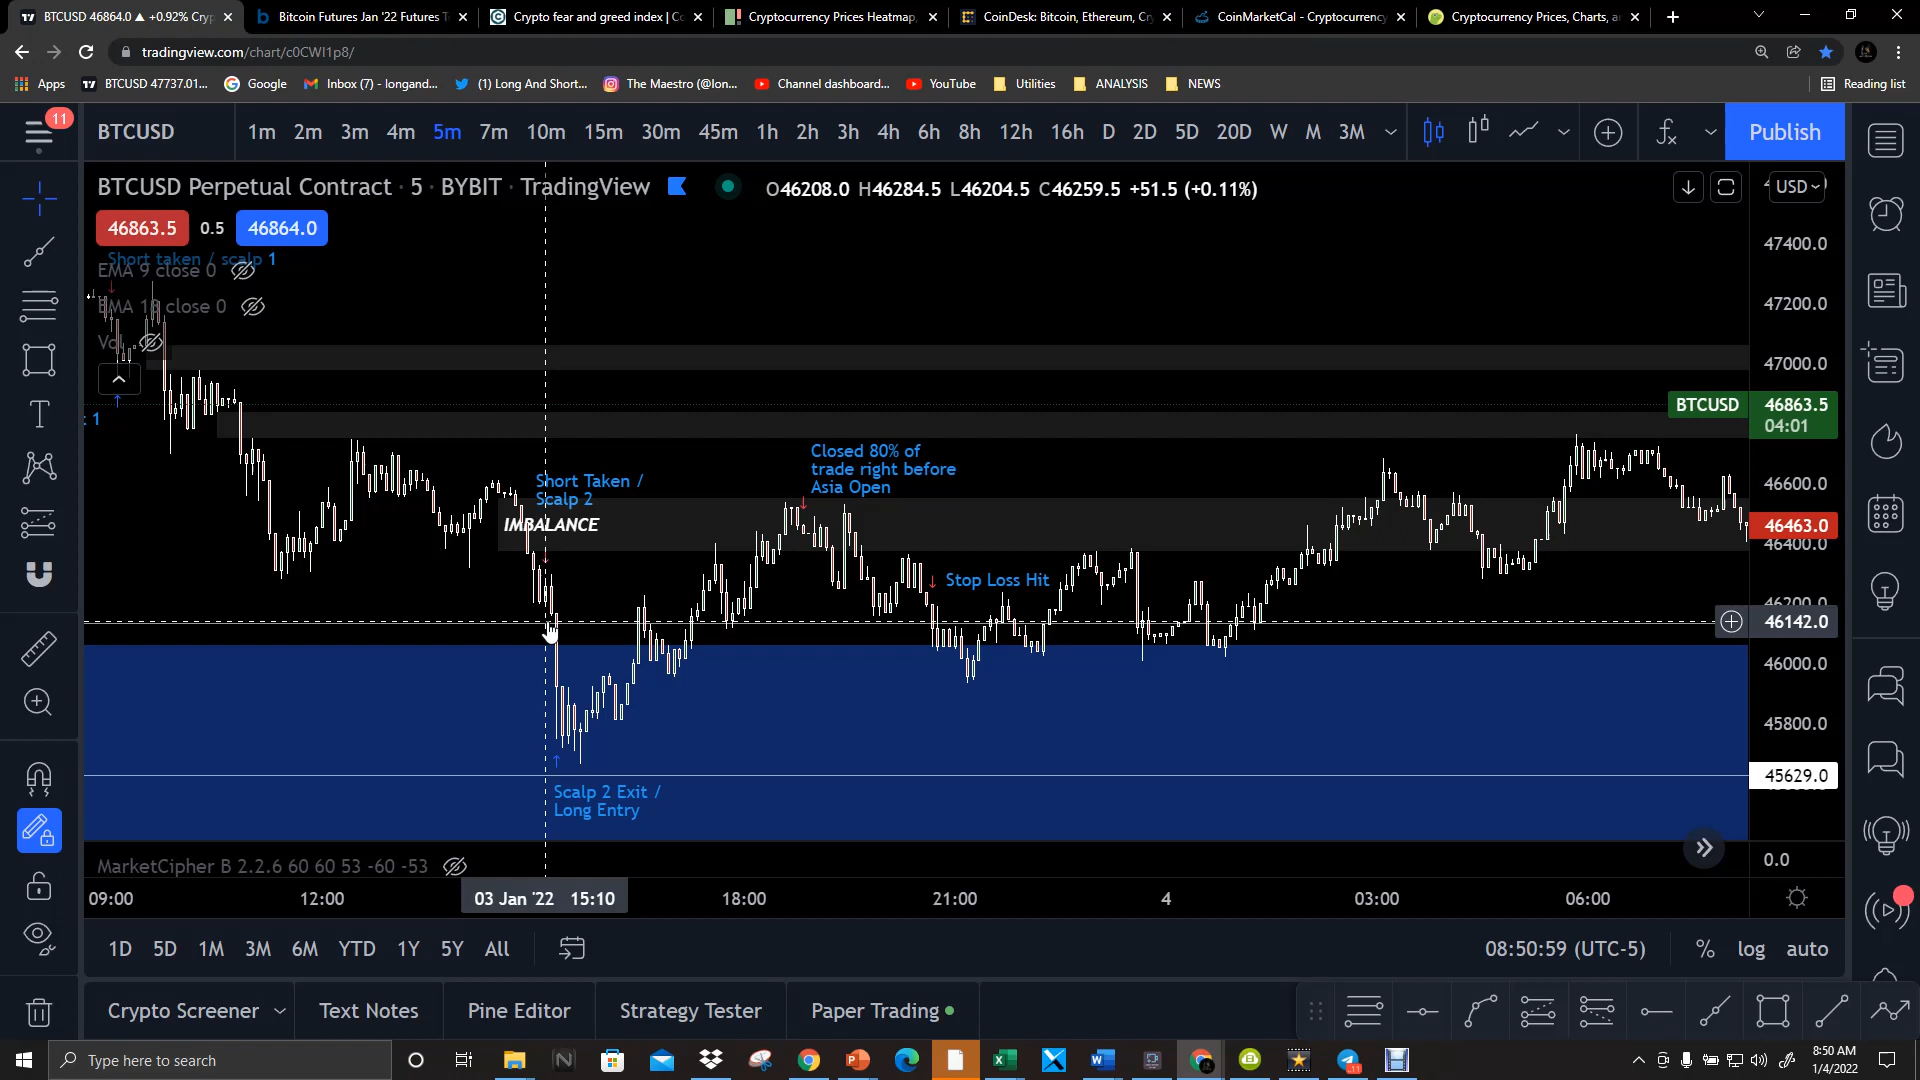 BTCUSD 46864.0 ▲ +0.92% Cry
Bitcoin Futures Jan '22 Futures T
Crypto fear and greed index | Co
Cryptocurrency Prices Heatmap,
CoinDesk: Bitcoin, Ethereum, Cry
CoinMarketCal - Cryptocurrency
Cryptocurrency Prices, Charts, a
tradingview.com/chart/c0CWI1p8/
Apps
BTCUSD 47737.01...
Google
Inbox (7) - longand...
(1) Long And Short...
The Maestro (@lon...
Channel dashboard...
YouTube
Utilities
ANALYSIS
NEWS
Reading list
11
BTCUSD
1m 2m 3m 4m 5m 7m 10m 15m 30m 45m 1h 2h 3h 4h 6h 8h 12h 16h D 2D 5D 20D W M 3M
Publish
BTCUSD Perpetual Contract · 5 · BYBIT · TradingView
O46208.0 H46284.5 L46204.5 C46259.5 +51.5 (+0.11%)
USD
46863.5
0.5
46864.0
Short taken / scalp 1
EMA 9 close 0
EMA 18 close 0
Vol
: 1
47400.0
47200.0
47000.0
BTCUSD
46863.5
04:01
46600.0
46463.0
46400.0
46200.0
46142.0
46000.0
45800.0
45629.0
0.0
Closed 80% of
trade right before
Asia Open
Short Taken /
Scalp 2
IMBALANCE
Stop Loss Hit
Scalp 2 Exit /
Long Entry
MarketCipher B 2.2.6 60 60 53 -60 -53
09:00
12:00
03 Jan '22 15:10
18:00
21:00
4
03:00
06:00
1D 5D 1M 3M 6M YTD 1Y 5Y All
08:50:59 (UTC-5)
%
log
auto
Crypto Screener
Text Notes
Pine Editor
Strategy Tester
Paper Trading
Type here to search
8:50 AM
1/4/2022